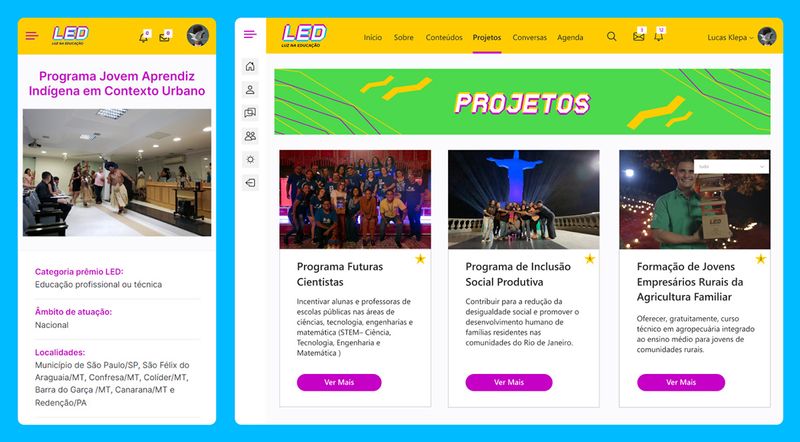 LED
LUZ NA EDUCAÇÃO
0
0
Programa Jovem Aprendiz
Indígena em Contexto Urbano
Categoria prêmio LED:
Educação profissional ou técnica
Âmbito de atuação:
Nacional
Localidades:
Município de São Paulo/SP, São Félix do
Araguaia/MT, Confresa/MT, Colíder/MT,
Barra do Garça /MT, Canarana/MT e
Redenção/PA
LED
LUZ NA EDUCAÇÃO
Início Sobre Conteúdos Projetos Conversas Agenda
1
12
Lucas Klepa
PROJETOS
LED
Programa Futuras
Cientistas
Incentivar alunas e professoras de
escolas públicas nas áreas de
ciências, tecnologia, engenharias e
matemática (STEM– Ciência,
Tecnologia, Engenharia e
Matemática )
Ver Mais
Programa de Inclusão
Social Produtiva
Contribuir para a redução da
desigualdade social e promover o
desenvolvimento humano de
famílias residentes nas
comunidades do Rio de Janeiro.
Ver Mais
Formação de Jovens
Empresários Rurais da
Agricultura Familiar
Oferecer, gratuitamente, curso
técnico em agropecuária integrado
ao ensino médio para jovens de
comunidades rurais.
Ver Mais